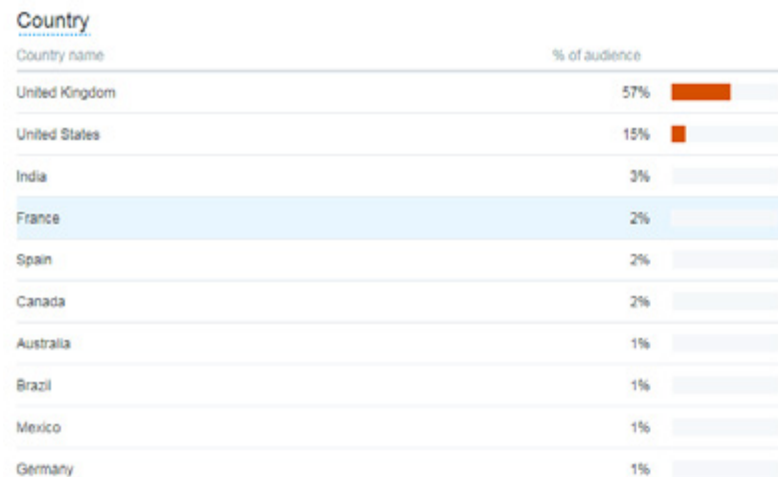 Country
Country name % of audience
United Kingdom 57%
United States 15%
India 3%
France 2%
Spain 2%
Canada 2%
Australia 1%
Brazil 1%
Mexico 1%
Germany 1%